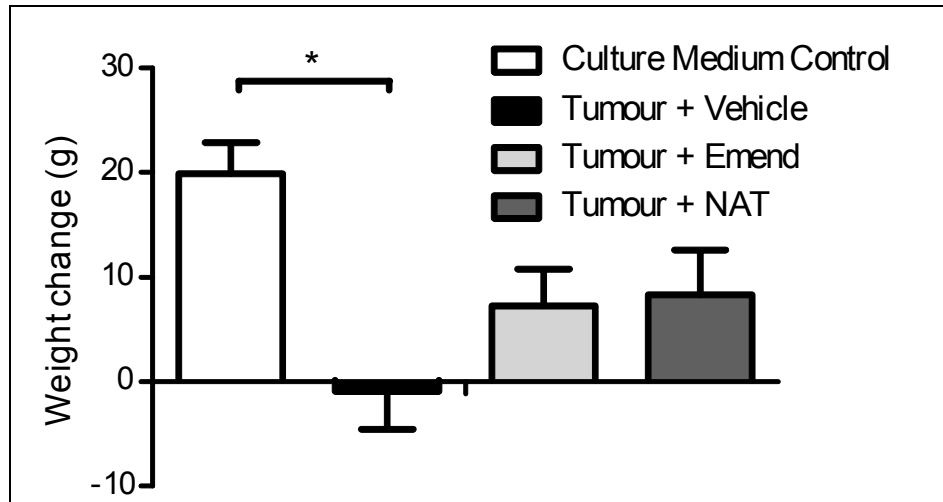 *
30
20
10
0
-10
Weight change (g)
Culture Medium Control
Tumour + Vehicle
Tumour + Emend
Tumour + NAT